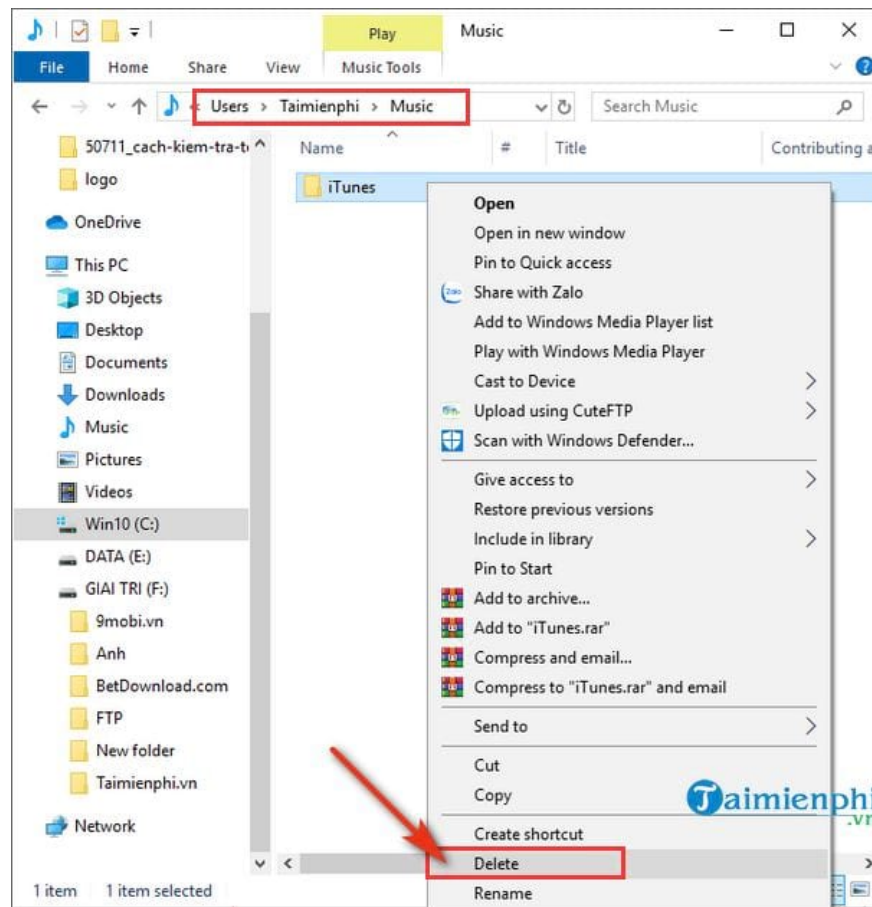 Play
Music
File
Home
Share
View
Music Tools
?
« Users > Taimienphi > Music
Search Music
50711_cach-kiem-tra-t
logo
OneDrive
This PC
3D Objects
Desktop
Documents
Downloads
Music
Pictures
Videos
Win10 (C:)
DATA (E:)
GIAI TRI (F:)
9mobi.vn
Anh
BetDownload.com
FTP
New folder
Taimienphi.vn
Network
Name
#
Title
Contributing a
iTunes
Open
Open in new window
Pin to Quick access
Zalo
Share with Zalo
Add to Windows Media Player list
Play with Windows Media Player
Cast to Device
Upload using CuteFTP
Scan with Windows Defender...
Give access to
Restore previous versions
Include in library
Pin to Start
Add to archive...
Add to "iTunes.rar"
Compress and email...
Compress to "iTunes.rar" and email
Send to
Cut
Copy
Create shortcut
Delete
Rename
Taimienphi
.vn
1 item
1 item selected